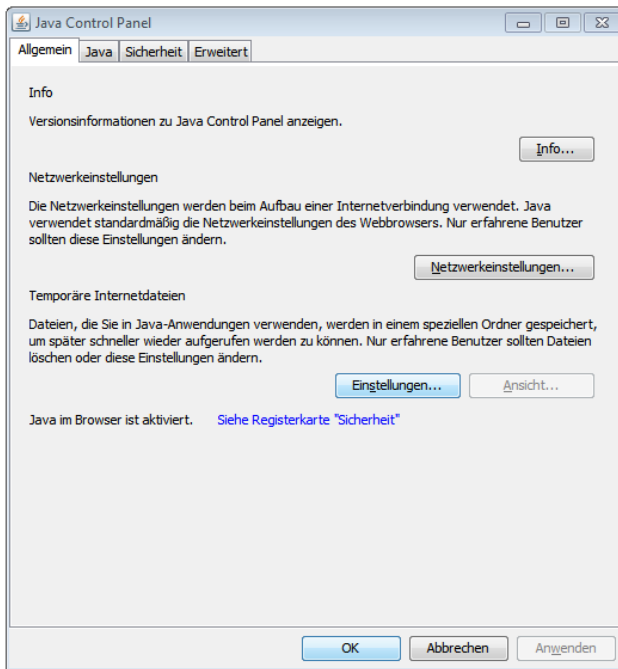 Java Control Panel
Allgemein Java Sicherheit Erweitert
Info
Versionsinformationen zu Java Control Panel anzeigen.
Info...
Netzwerkeinstellungen
Die Netzwerkeinstellungen werden beim Aufbau einer Internetverbindung verwendet. Java
verwendet standardmäßig die Netzwerkeinstellungen des Webbrowsers. Nur erfahrene Benutzer
sollten diese Einstellungen ändern.
Netzwerkeinstellungen...
Temporäre Internetdateien
Dateien, die Sie in Java-Anwendungen verwenden, werden in einem speziellen Ordner gespeichert,
um später schneller wieder aufgerufen werden zu können. Nur erfahrene Benutzer sollten Dateien
löschen oder diese Einstellungen ändern.
Einstellungen... Ansicht...
Java im Browser ist aktiviert. Siehe Registerkarte "Sicherheit"
OK Abbrechen Anwenden